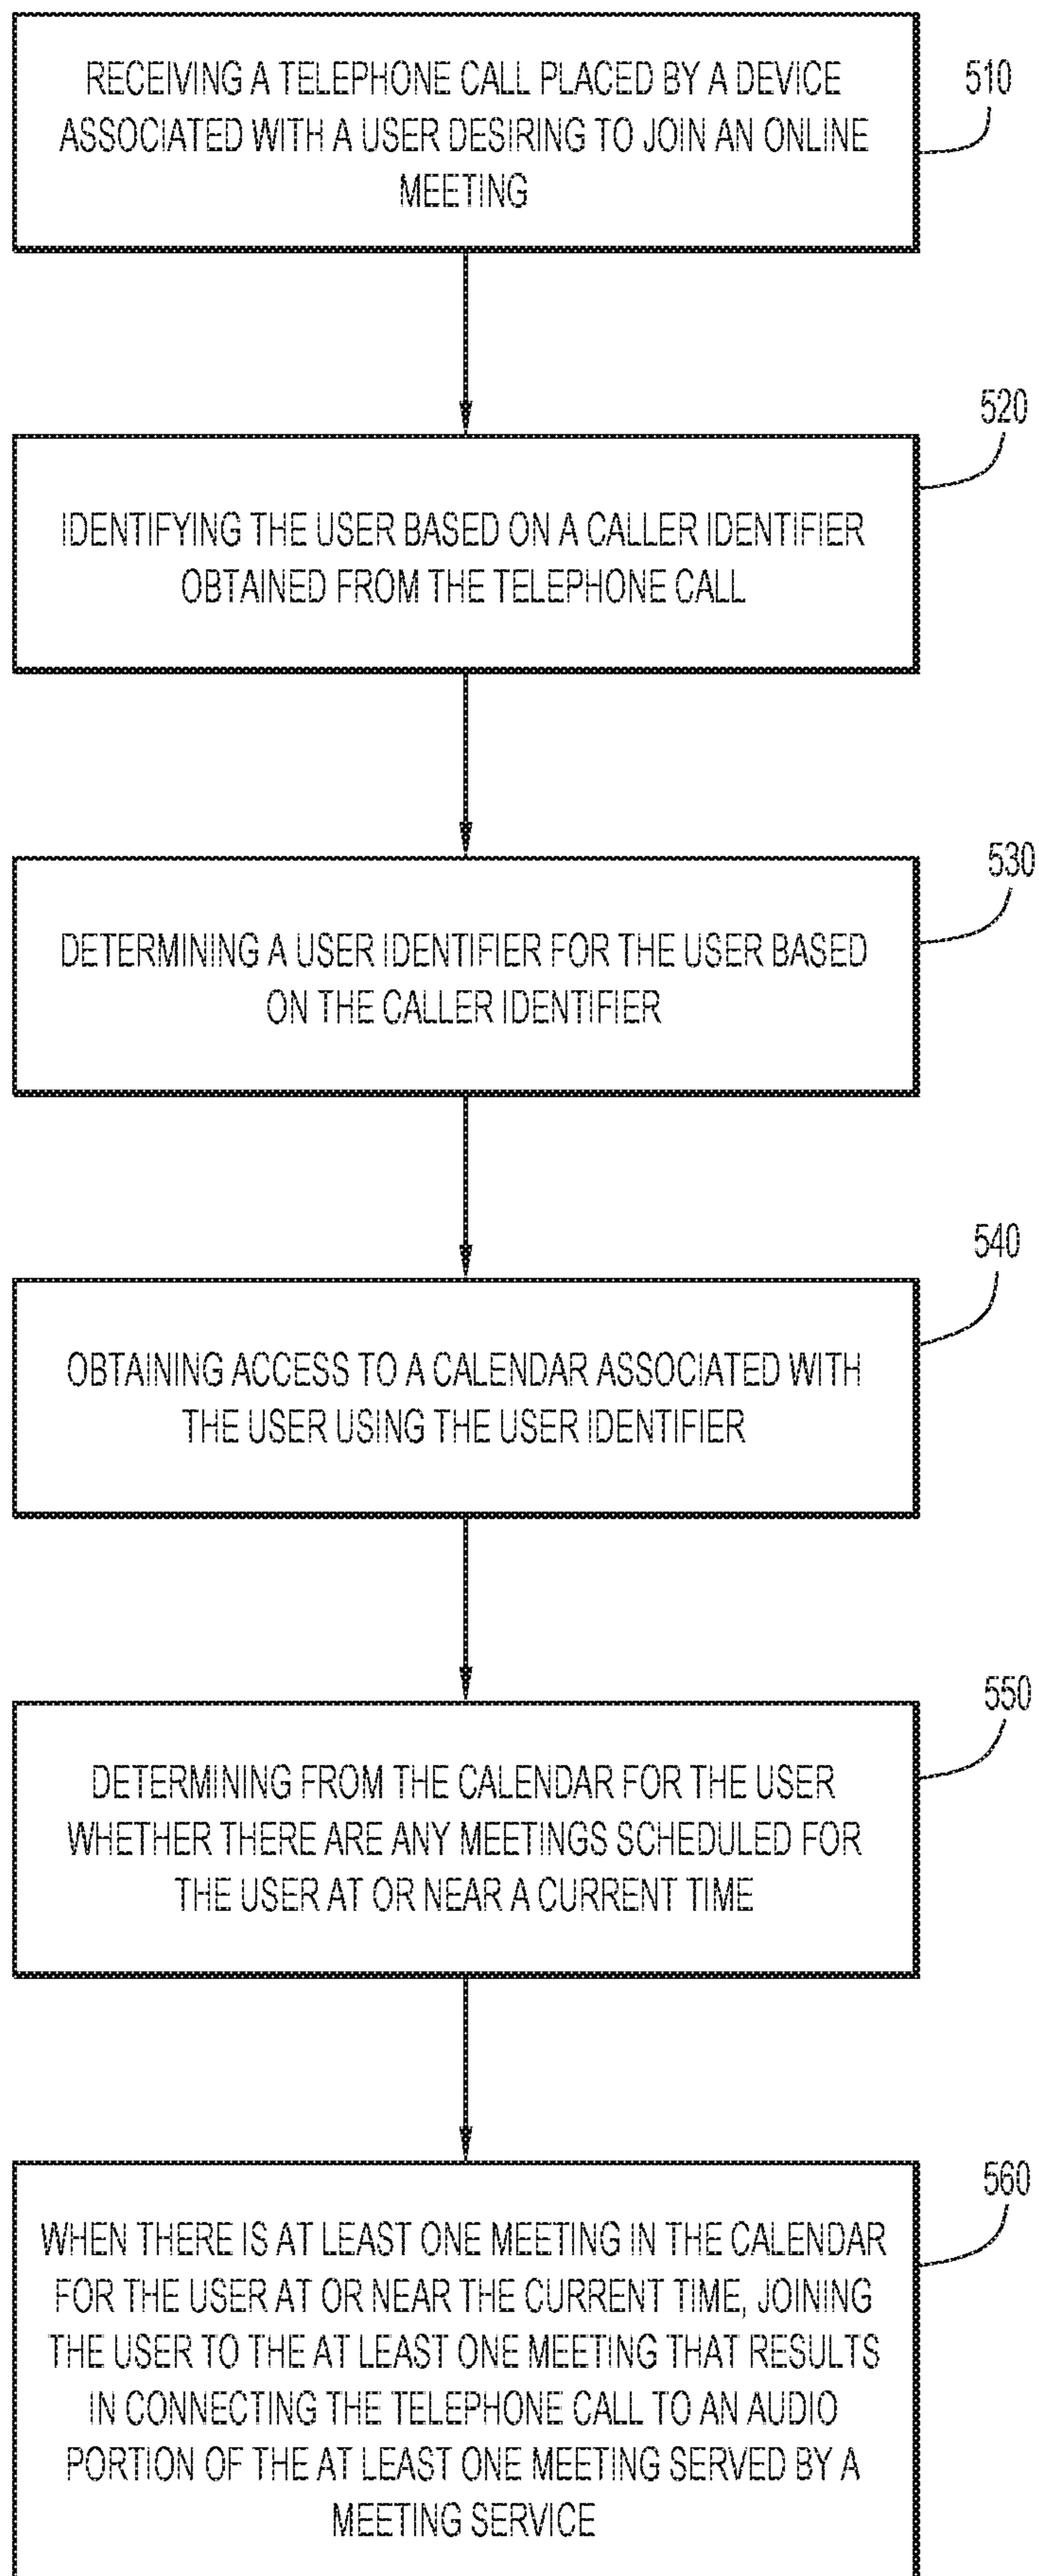 RECEIVING A TELEPHONE CALL PLACED BY A DEVICE
ASSOCIATED WITH A USER DESIRING TO JOIN AN ONLINE
MEETING
510
IDENTIFYING THE USER BASED ON A CALLER IDENTIFIER
OBTAINED FROM THE TELEPHONE CALL
520
DETERMINING A USER IDENTIFIER FOR THE USER BASED
ON THE CALLER IDENTIFIER
530
OBTAINING ACCESS TO A CALENDAR ASSOCIATED WITH
THE USER USING THE USER IDENTIFIER
540
DETERMINING FROM THE CALENDAR FOR THE USER
WHETHER THERE ARE ANY MEETINGS SCHEDULED FOR
THE USER AT OR NEAR A CURRENT TIME
550
WHEN THERE IS AT LEAST ONE MEETING IN THE CALENDAR
FOR THE USER AT OR NEAR THE CURRENT TIME, JOINING
THE USER TO THE AT LEAST ONE MEETING THAT RESULTS
IN CONNECTING THE TELEPHONE CALL TO AN AUDIO
PORTION OF THE AT LEAST ONE MEETING SERVED BY A
MEETING SERVICE
560